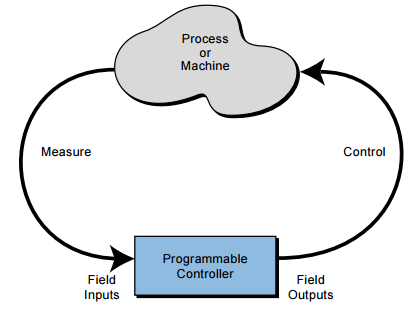 Process
or
Machine
Measure
Control
Programmable
Controller
Field
Inputs
Field
Outputs